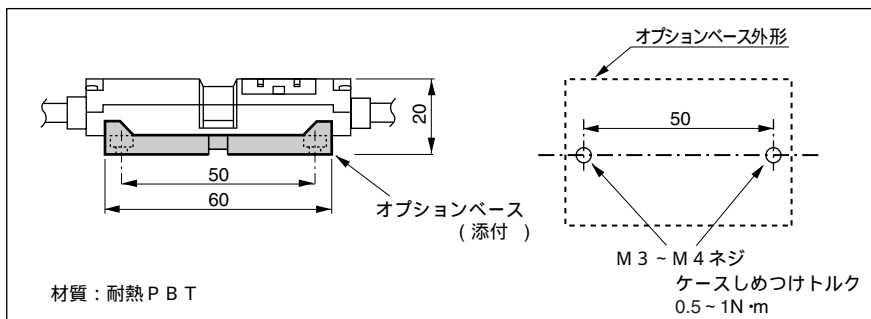 20
50
60
オプションベース
(添付 )
材質：耐熱ＰＢＴ
オプションベース外形
50
Ｍ３~Ｍ４ネジ
ケースしめつけトルク
0.5~1N･m